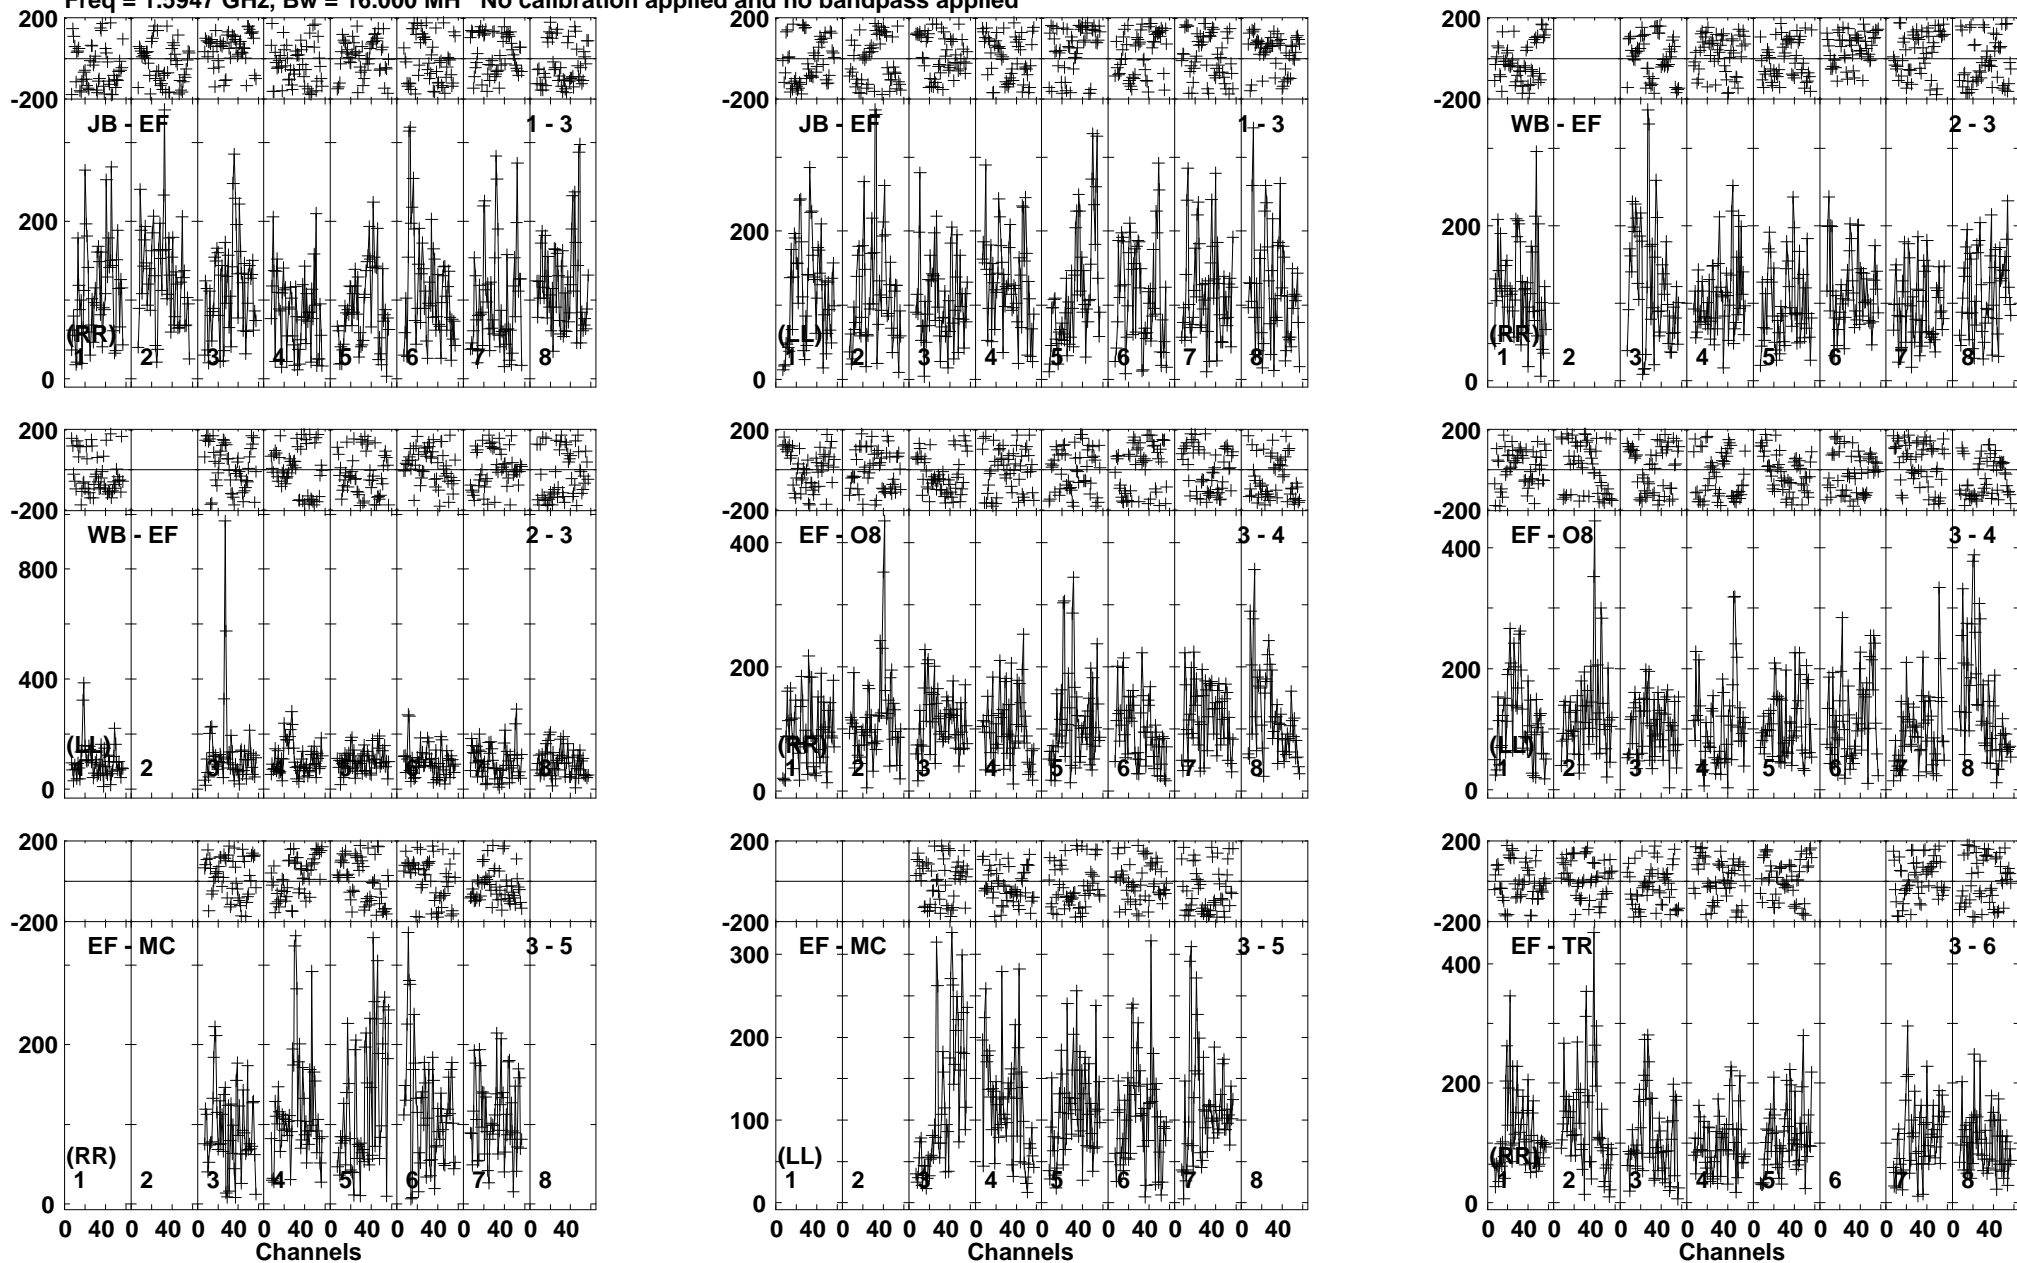 Freq = 1.5947 GHz, Bw = 16.000 MH No calibration applied and no bandpass applied
200 200 200
-200 -200 -200
JB - EF 1 - 3 JB - EF 1 - 3 WB - EF 2 - 3
200 200 200
(RR) (LL) (RR)
1 2 3 4 5 6 7 8 1 2 3 4 5 6 7 8 1 2 3 4 5 6 7 8
0 0 0
200 200 200
-200 -200 -200
WB - EF 2 - 3 EF - O8 3 - 4 EF - O8 3 - 4
800 400 400
400 200 200
(LL) (RR) (LL)
1 2 3 4 5 6 7 8 1 2 3 4 5 6 7 8 1 2 3 4 5 6 7 8
0 0 0
200 200 200
-200 -200 -200
EF - MC 3 - 5 EF - MC 3 - 5 EF - TR 3 - 6
300 400
200 200 200
100
(RR) (LL) (RR)
1 2 3 4 5 6 7 8 1 2 3 4 5 6 7 8 1 2 3 4 5 6 7 8
0 0 0
0 40 0 40 0 40 0 40 0 40 0 40 0 40 0 40 0 40 0 40 0 40 0 40 0 40 0 40 0 40 0 40 0 40 0 40 0 40 0 40 0 40 0 40 0 40 0 40
Channels Channels